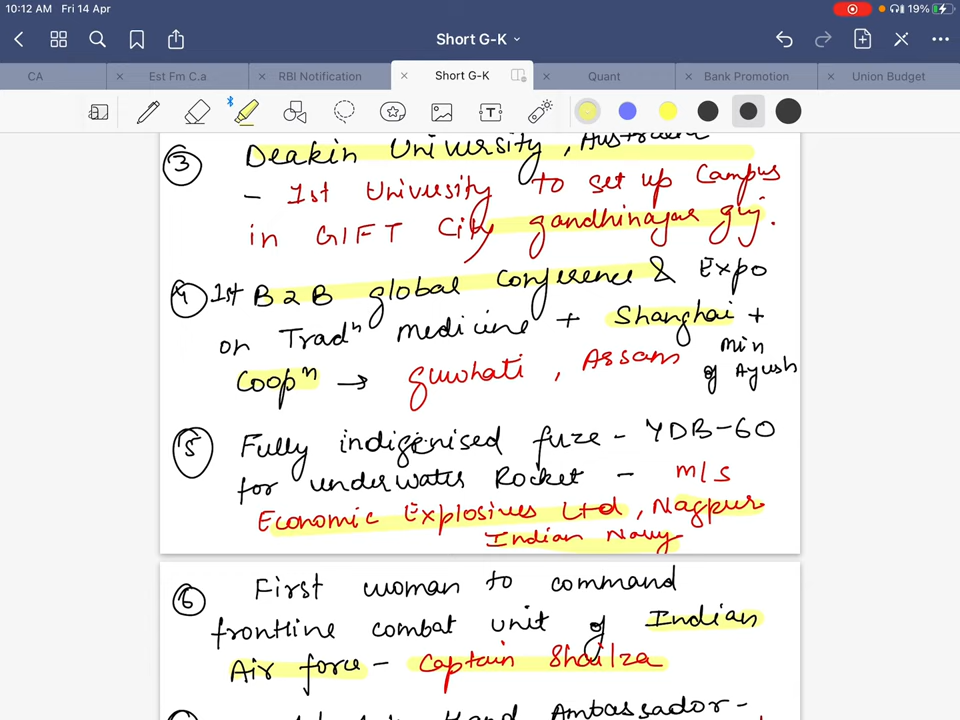 10:12 AM Fri 14 Apr
19%
Short G-K
CA
Est Fm C.a
RBI Notification
Short G-K
Quant
Bank Promotion
Union Budget
③ Deakin University, Australia
- 1st University to set up Campus
in GIFT City gandhinagar guj.
④ 1st B2B global Conference & Expo
on Tradn medicine + Shanghai +
Coopn → guwhati, Assam min
of Ayush
⑤ Fully indigenised fuze - YDB-60
for underwater Rocket - M/S
Economic Explosives Ltd, Nagpur
Indian Navy
⑥ First woman to command
frontline combat unit of Indian
Air force - Captain Shailza
Hand Ambassador -